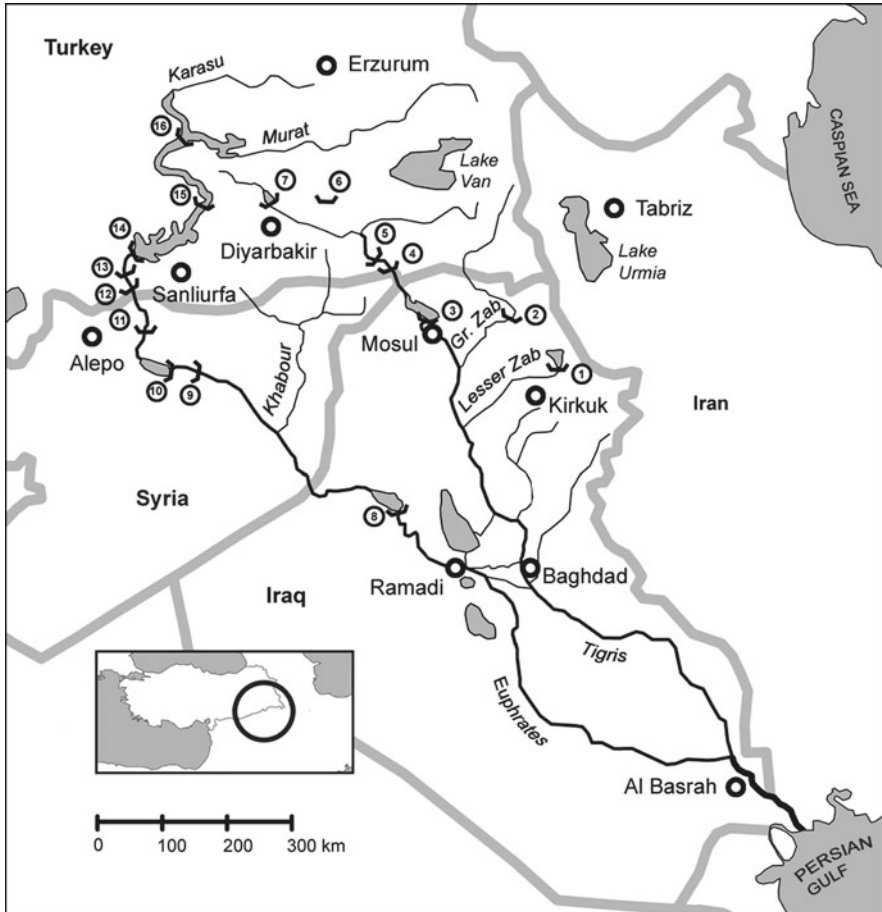 Turkey
Erzurum
Karasu
16
Murat
CASPIAN SEA
Lake
Van
7
6
15
Tabriz
Diyarbakir
14
5
4
Lake
Urmia
13
Sanliurfa
12
3
2
11
Alepo
Mosul
Gr. Zab
Lesser Zab
1
10
9
Khabour
Kirkuk
Iran
Syria
8
Ramadi
Baghdad
Iraq
Tigris
Euphrates
Al Basrah
0 100 200 300 km
PERSIAN
GULF